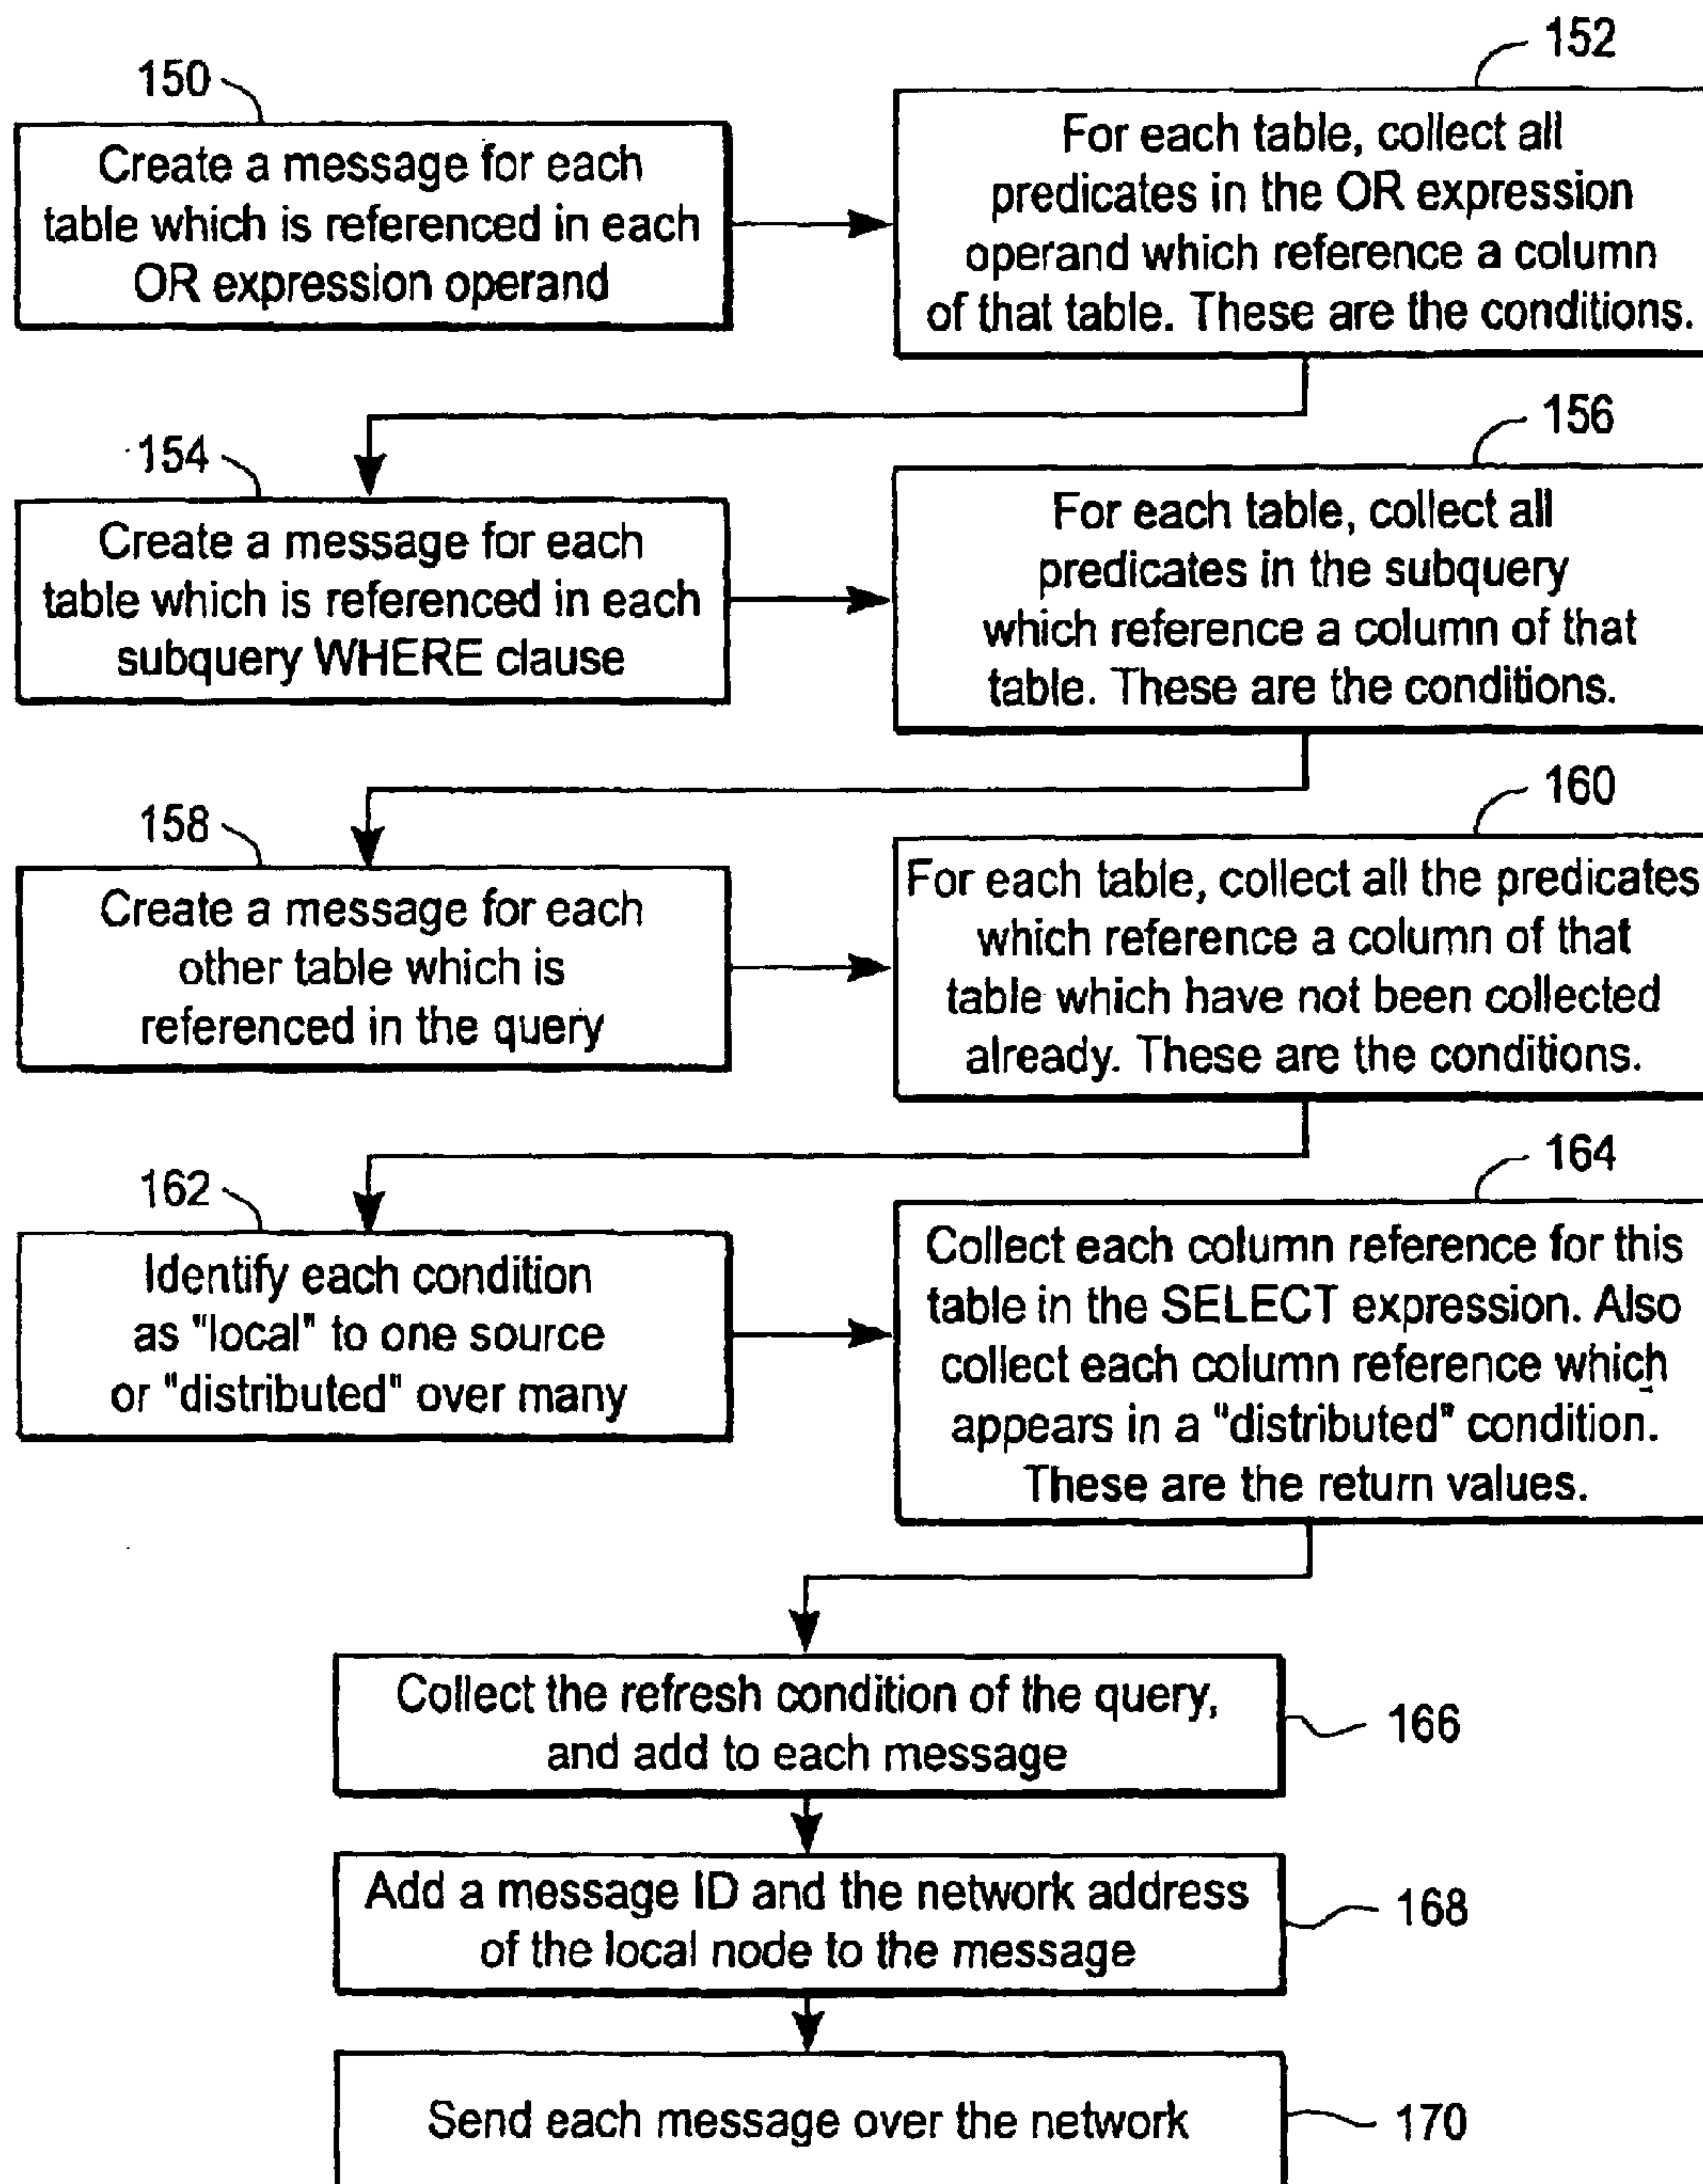 150
Create a message for each
table which is referenced in each
OR expression operand
152
For each table, collect all
predicates in the OR expression
operand which reference a column
of that table. These are the conditions.
154
Create a message for each
table which is referenced in each
subquery WHERE clause
156
For each table, collect all
predicates in the subquery
which reference a column of that
table. These are the conditions.
158
Create a message for each
other table which is
referenced in the query
160
For each table, collect all the predicates
which reference a column of that
table which have not been collected
already. These are the conditions.
162
Identify each condition
as "local" to one source
or "distributed" over many
164
Collect each column reference for this
table in the SELECT expression. Also
collect each column reference which
appears in a "distributed" condition.
These are the return values.
Collect the refresh condition of the query,
and add to each message
166
Add a message ID and the network address
of the local node to the message
168
Send each message over the network
170